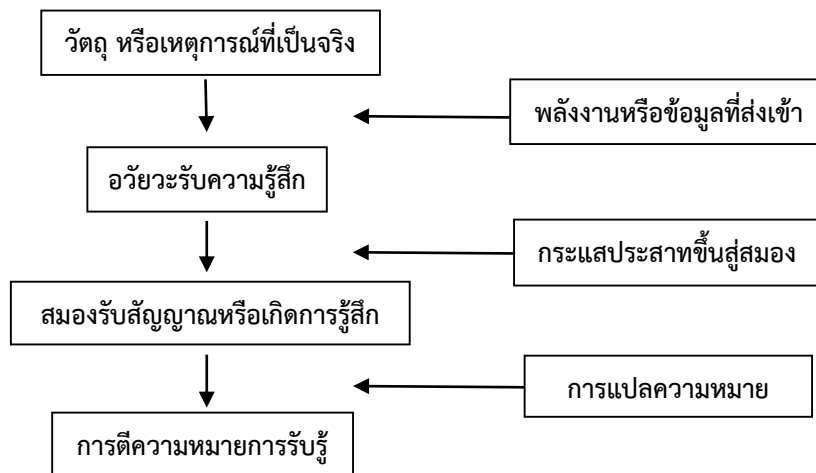 วัตถุ หรือเหตุการณ์ที่เป็นจริง
พลังงานหรือข้อมูลที่ส่งเข้า
อวัยวะรับความรู้สึก
กระแสประสาทขึ้นสู่สมอง
สมองรับสัญญาณหรือเกิดการรู้สึก
การแปลความหมาย
การตีความหมายการรับรู้